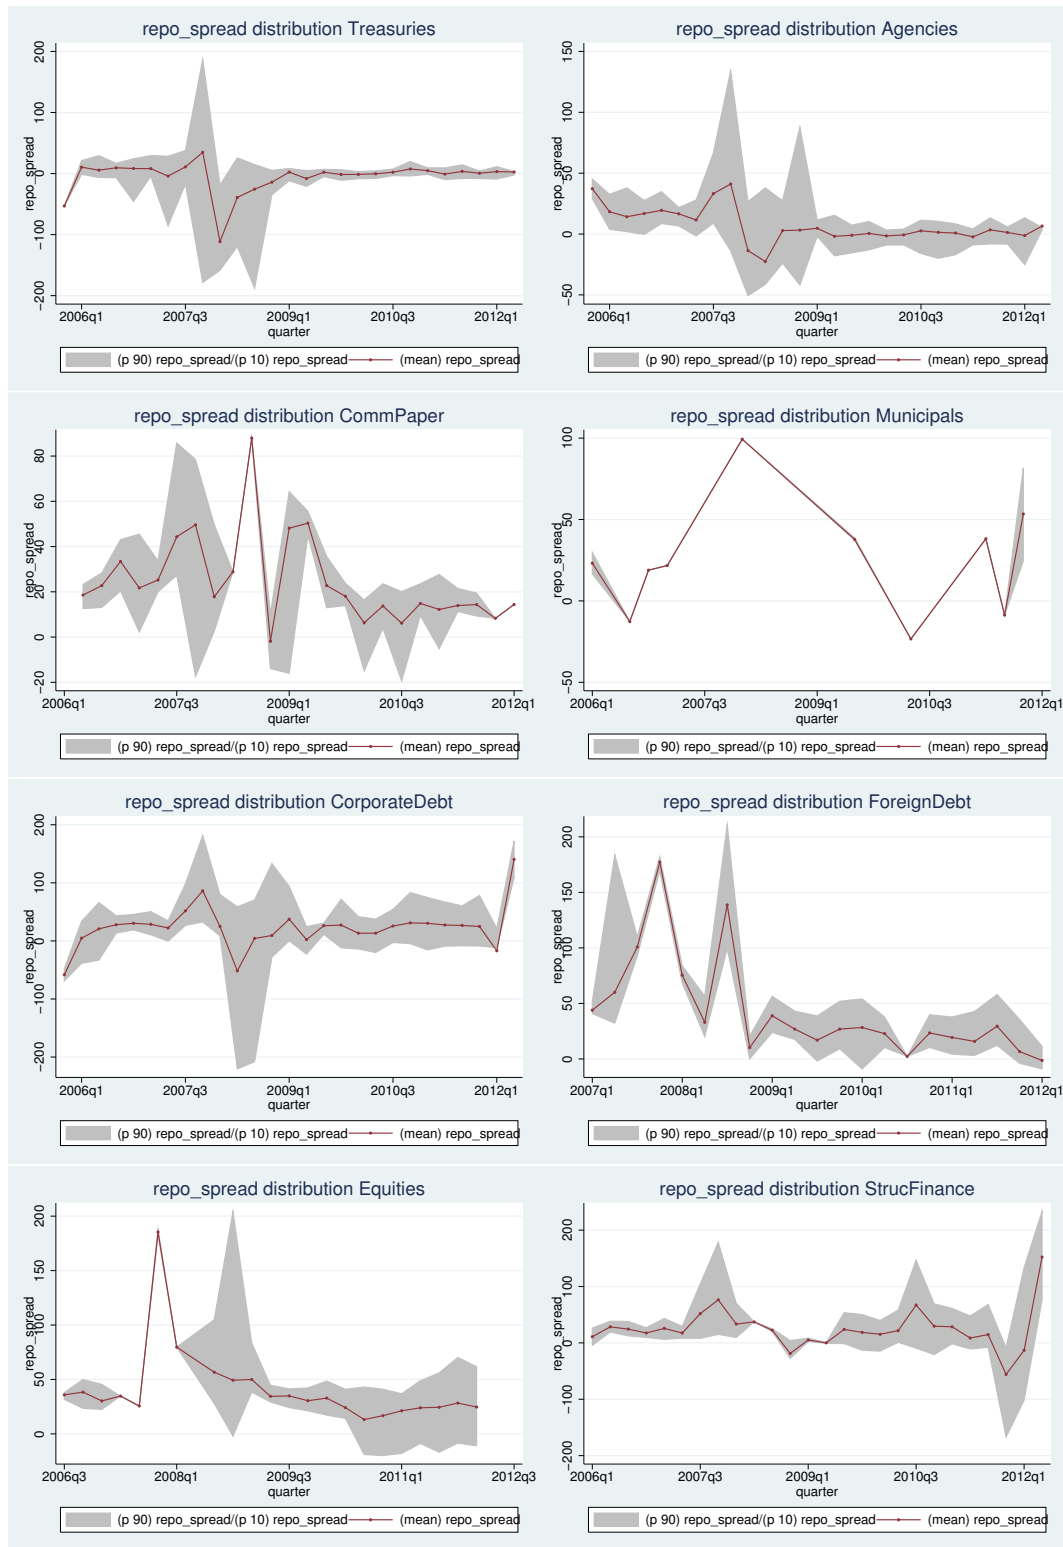 repo_spread distribution Treasuries
repo_spread
200
100
0
−100
−200
2006q1 2007q3 2009q1 2010q3 2012q1
quarter
(p 90) repo_spread/(p 10) repo_spread (mean) repo_spread
repo_spread distribution Agencies
repo_spread
150
100
50
0
−50
2006q1 2007q3 2009q1 2010q3 2012q1
quarter
(p 90) repo_spread/(p 10) repo_spread (mean) repo_spread
repo_spread distribution CommPaper
repo_spread
80
60
40
20
0
−20
2006q1 2007q3 2009q1 2010q3 2012q1
quarter
(p 90) repo_spread/(p 10) repo_spread (mean) repo_spread
repo_spread distribution Municipals
repo_spread
100
50
0
−50
2006q1 2007q3 2009q1 2010q3 2012q1
quarter
(p 90) repo_spread/(p 10) repo_spread (mean) repo_spread
repo_spread distribution CorporateDebt
repo_spread
200
100
0
−100
−200
2006q1 2007q3 2009q1 2010q3 2012q1
quarter
(p 90) repo_spread/(p 10) repo_spread (mean) repo_spread
repo_spread distribution ForeignDebt
repo_spread
200
150
100
50
0
2007q1 2008q1 2009q1 2010q1 2011q1 2012q1
quarter
(p 90) repo_spread/(p 10) repo_spread (mean) repo_spread
repo_spread distribution Equities
repo_spread
200
150
100
50
0
2006q3 2008q1 2009q3 2011q1 2012q3
quarter
(p 90) repo_spread/(p 10) repo_spread (mean) repo_spread
repo_spread distribution StrucFinance
repo_spread
200
100
0
−100
−200
2006q1 2007q3 2009q1 2010q3 2012q1
quarter
(p 90) repo_spread/(p 10) repo_spread (mean) repo_spread